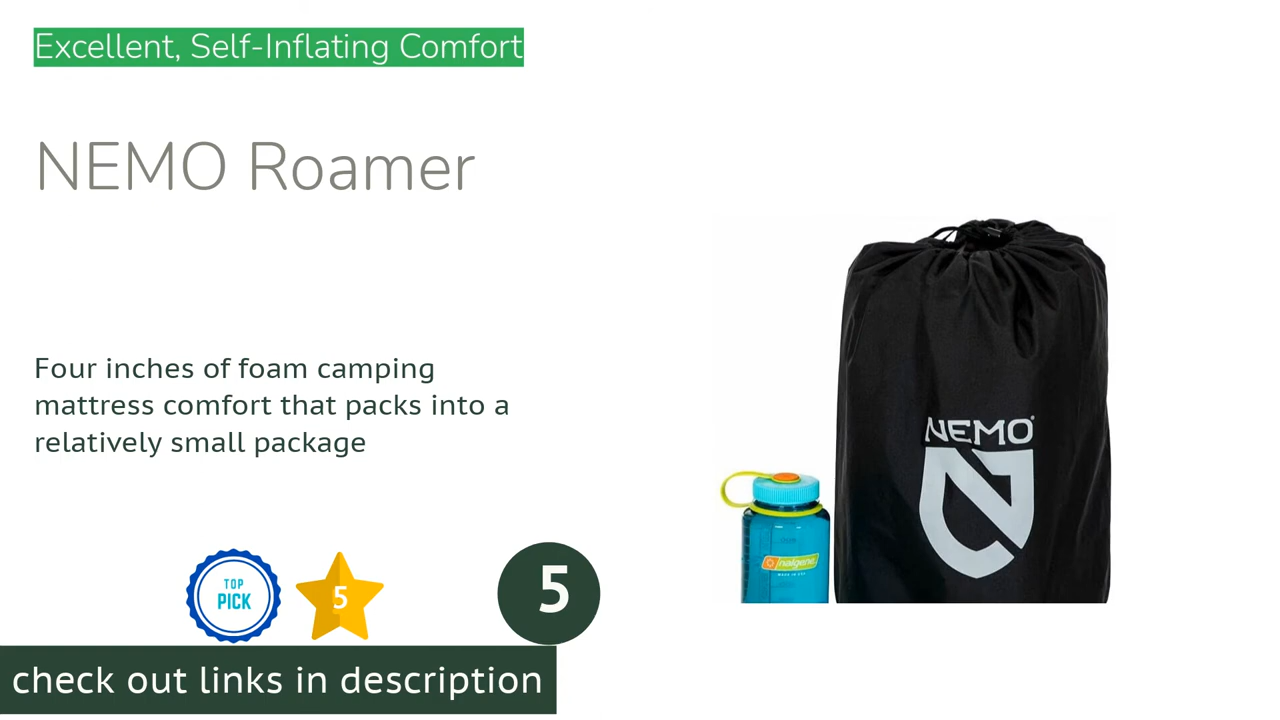 Excellent, Self-Inflating Comfort
NEMO Roamer
Four inches of foam camping
mattress comfort that packs into a
relatively small package
NEMO
nalgene
TOP
PICK
5
5
check out links in description